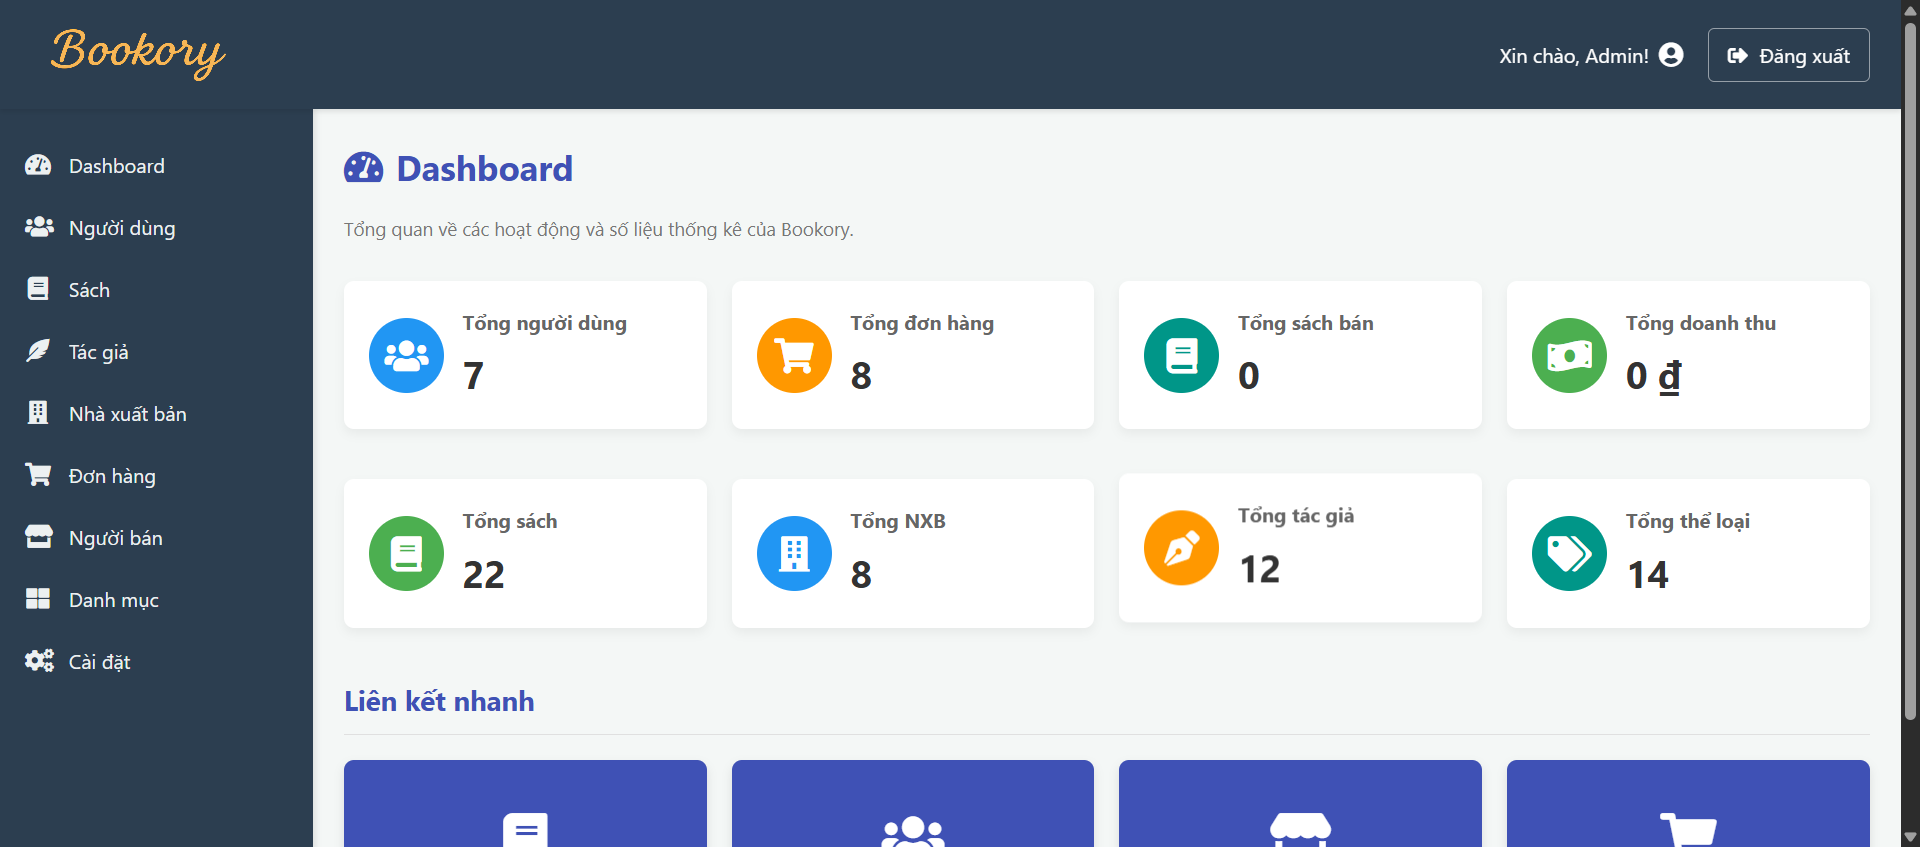 Bookory
Xin chào, Admin!
Đăng xuất
Dashboard
Người dùng
Sách
Tác giả
Nhà xuất bản
Đơn hàng
Người bán
Danh mục
Cài đặt
Dashboard
Tổng quan về các hoạt động và số liệu thống kê của Bookory.
Tổng người dùng
7
Tổng đơn hàng
8
Tổng sách bán
0
Tổng doanh thu
0 ₫
Tổng sách
22
Tổng NXB
8
Tổng tác giả
12
Tổng thể loại
14
Liên kết nhanh